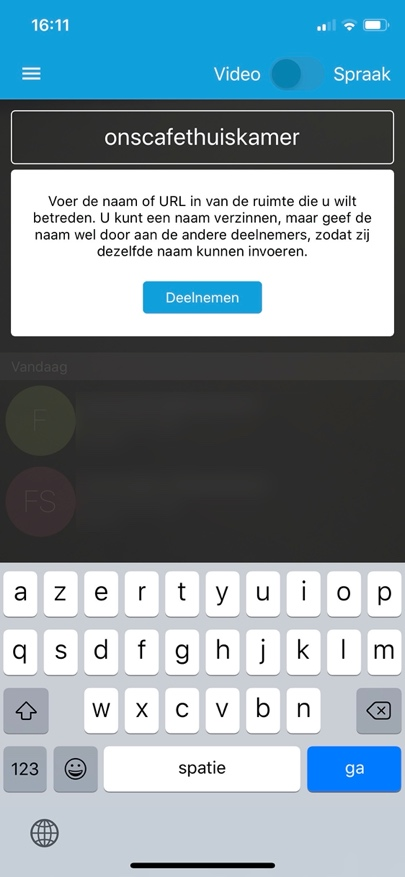 16:11
Video Spraak
onscafethuiskamer
Voer de naam of URL in van de ruimte die u wilt
betreden. U kunt een naam verzinnen, maar geef de
naam wel door aan de andere deelnemers, zodat zij
dezelfde naam kunnen invoeren.
Deelnemen
Vandaag
F
FS
a z e r t y u i o p
q s d f g h j k l m
w x c v b n
123 spatie ga